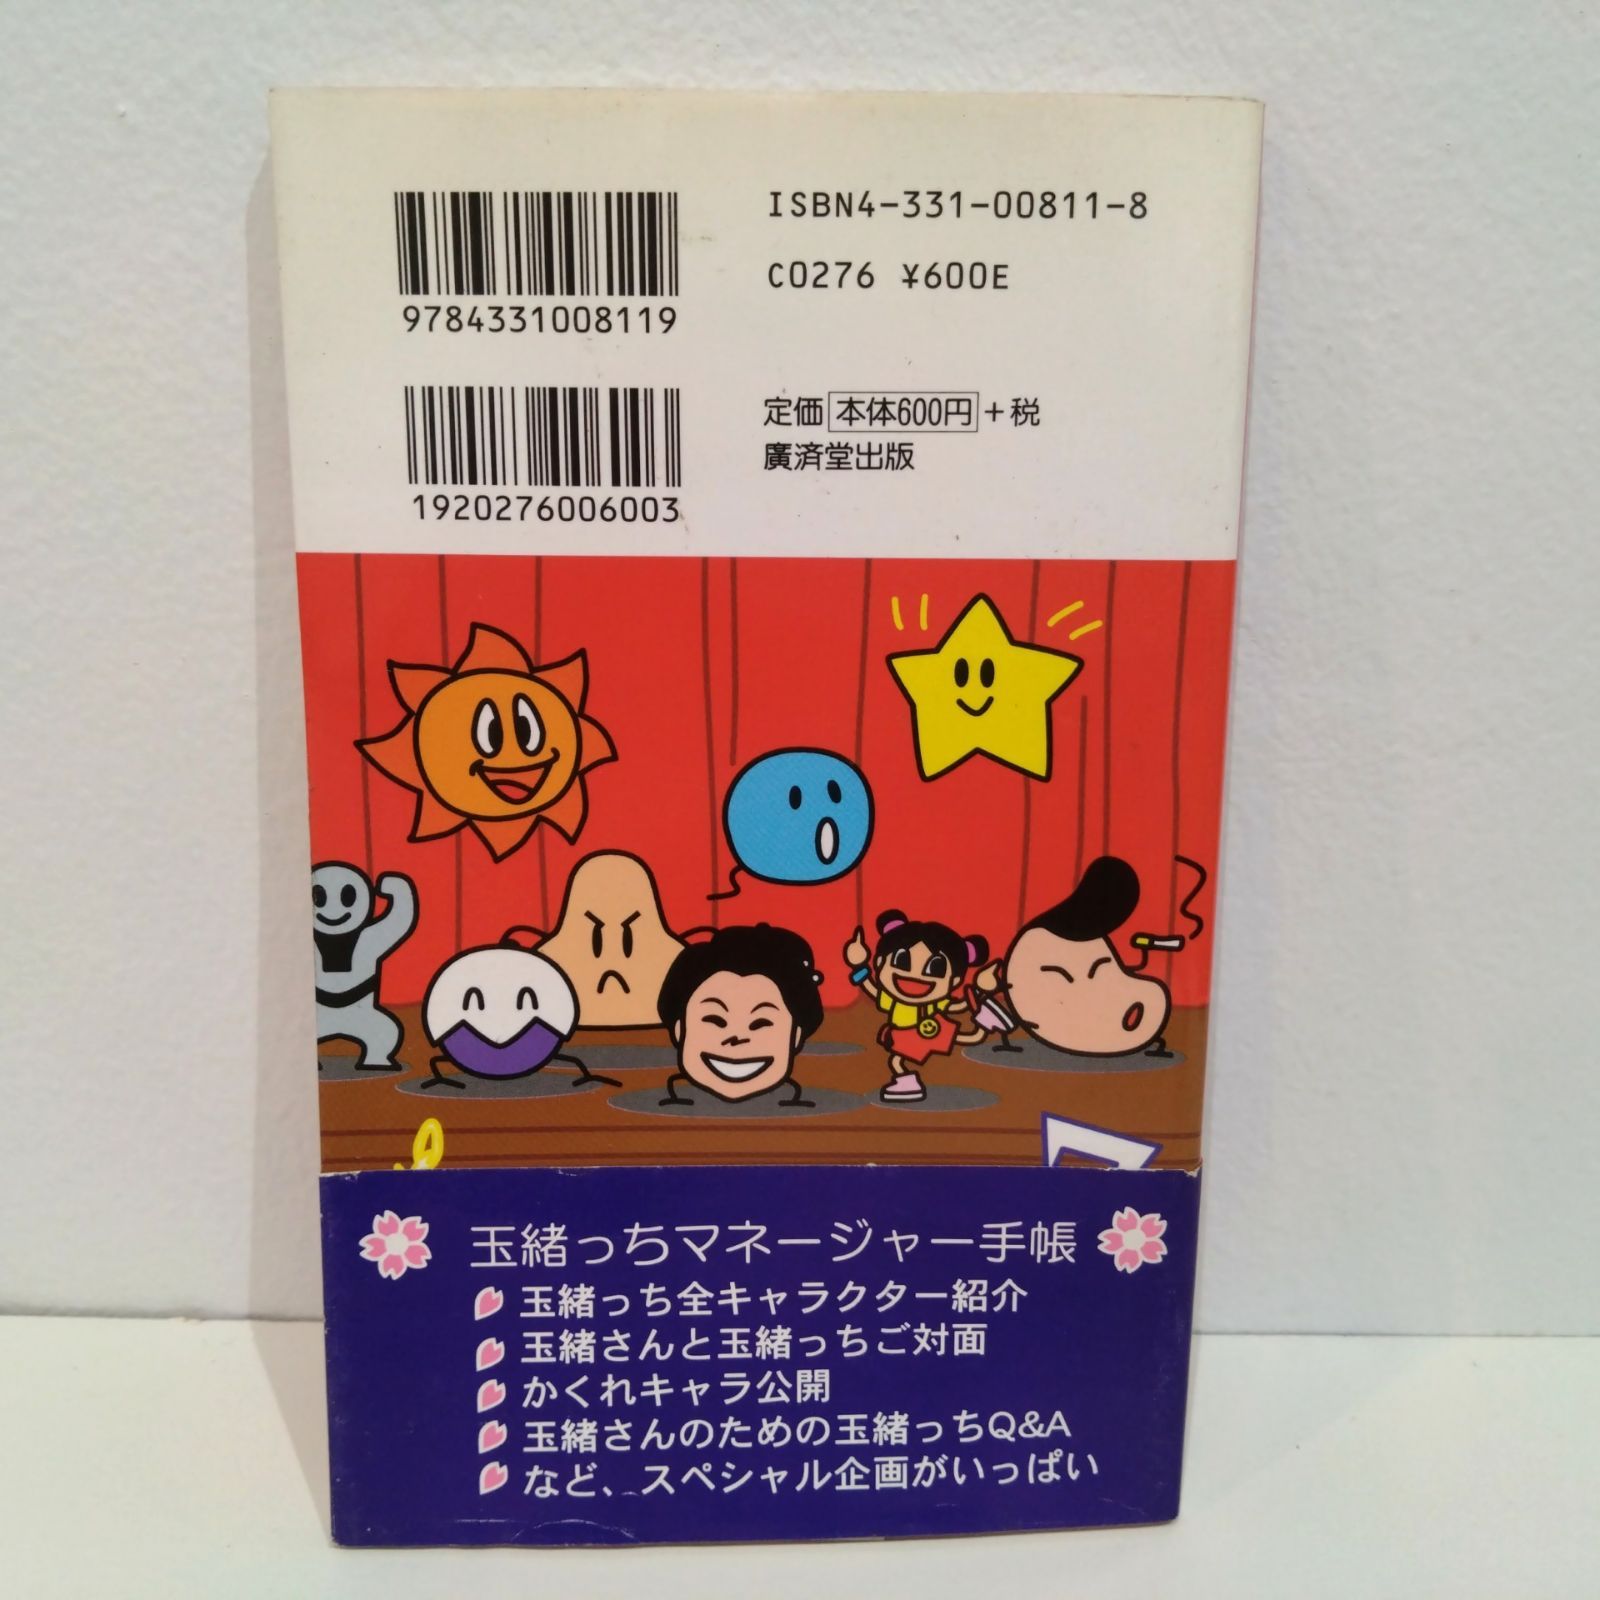 ISBN4-331-00811-8
C0276 ¥600E
9784331008119
定価 本体600円＋税
廣済堂出版
1920276006003
玉緒っちマネージャー手帳
玉緒っち全キャラクター紹介
玉緒さんと玉緒っちご対面
かくれキャラ公開
玉緒さんのための玉緒っちQ&A
など、スペシャル企画がいっぱい